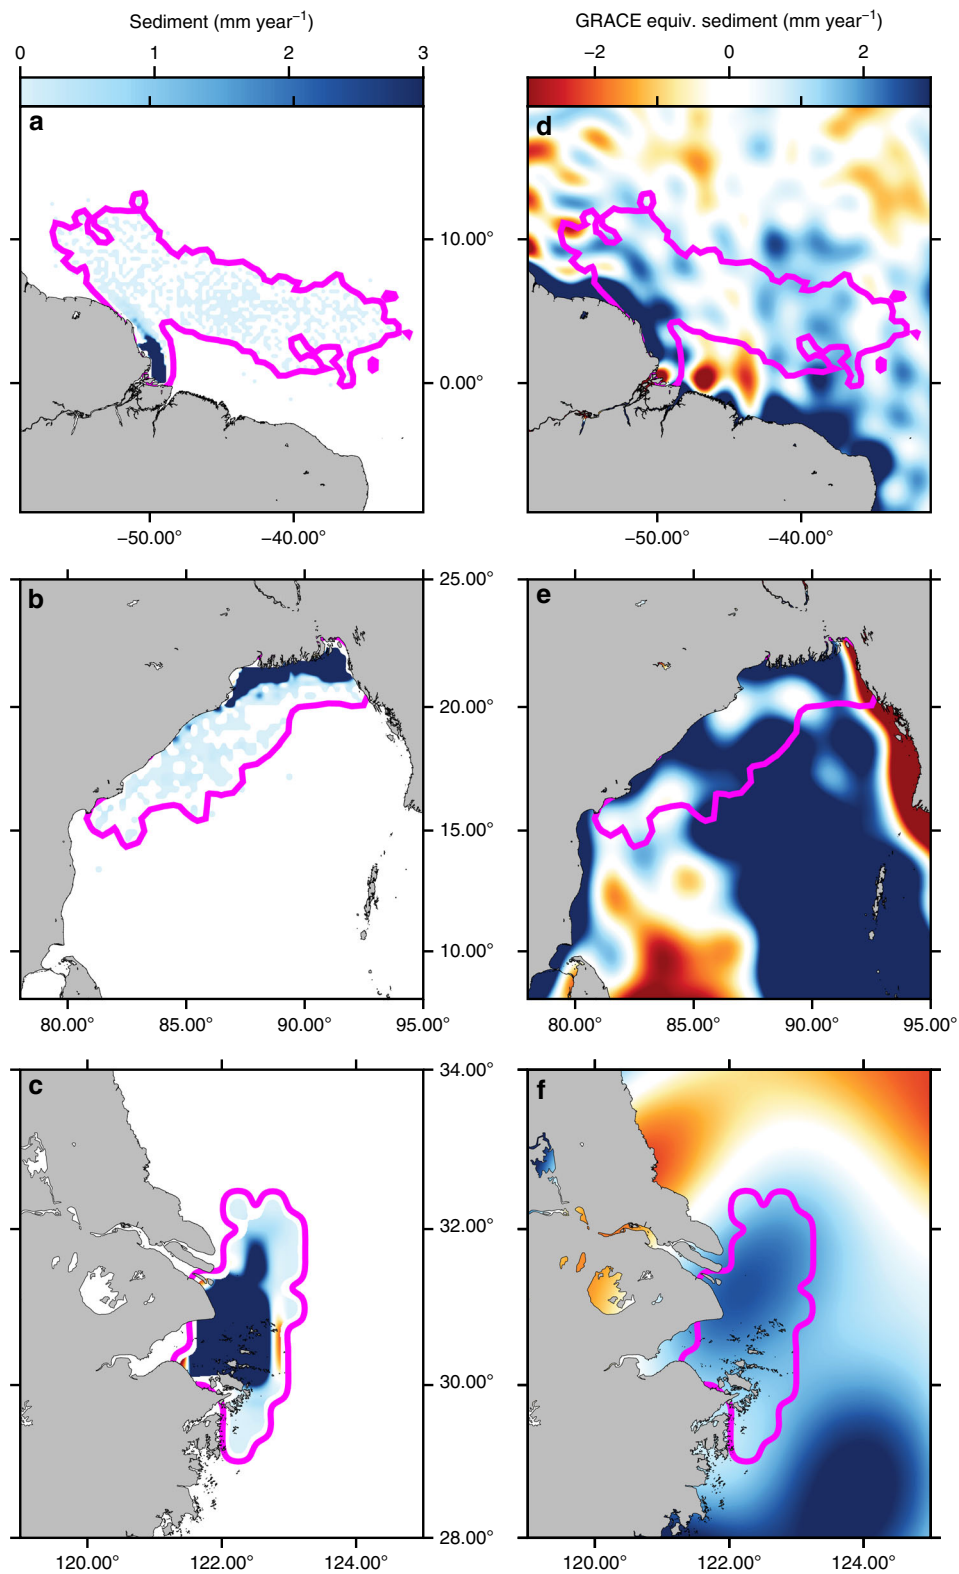 Sediment (mm year⁻¹)
GRACE equiv. sediment (mm year⁻¹)
0 1 2 3
−2 0 2
a
d
10.00°
0.00°
−50.00° −40.00°
−50.00° −40.00°
b
e
25.00°
20.00°
15.00°
10.00°
80.00° 85.00° 90.00° 95.00°
80.00° 85.00° 90.00° 95.00°
c
f
34.00°
32.00°
30.00°
28.00°
120.00° 122.00° 124.00°
120.00° 122.00° 124.00°